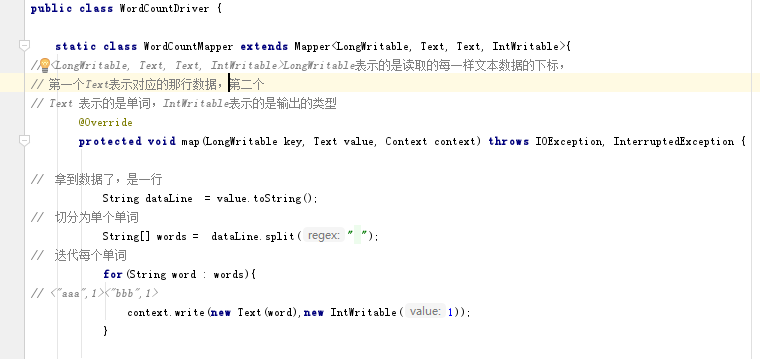 public class WordCountDriver {
static class WordCountMapper extends Mapper<LongWritable, Text, Text, IntWritable>{
// <LongWritable, Text, Text, IntWritable>LongWritable表示的是读取的每一样文本数据的下标，
// 第一个Text表示对应的那行数据，第二个
// Text 表示的是单词，IntWritable表示的是输出的类型
@Override
protected void map(LongWritable key, Text value, Context context) throws IOException, InterruptedException {
// 拿到数据了，是一行
String dataLine = value.toString();
// 切分为单个单词
String[] words = dataLine.split( regex: " ");
// 迭代每个单词
for(String word : words){
// <"aaa",1><"bbb",1>
context.write(new Text(word),new IntWritable( value: 1));
}